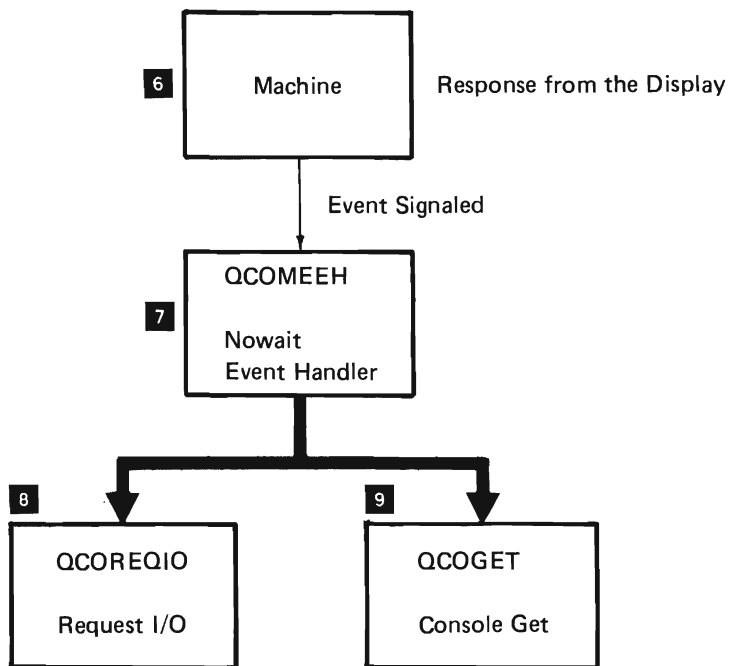 6
Machine
Response from the Display
Event Signaled
7
QCOMEEH
Nowait
Event Handler
8
QCOREQIO
Request I/O
9
QCOGET
Console Get